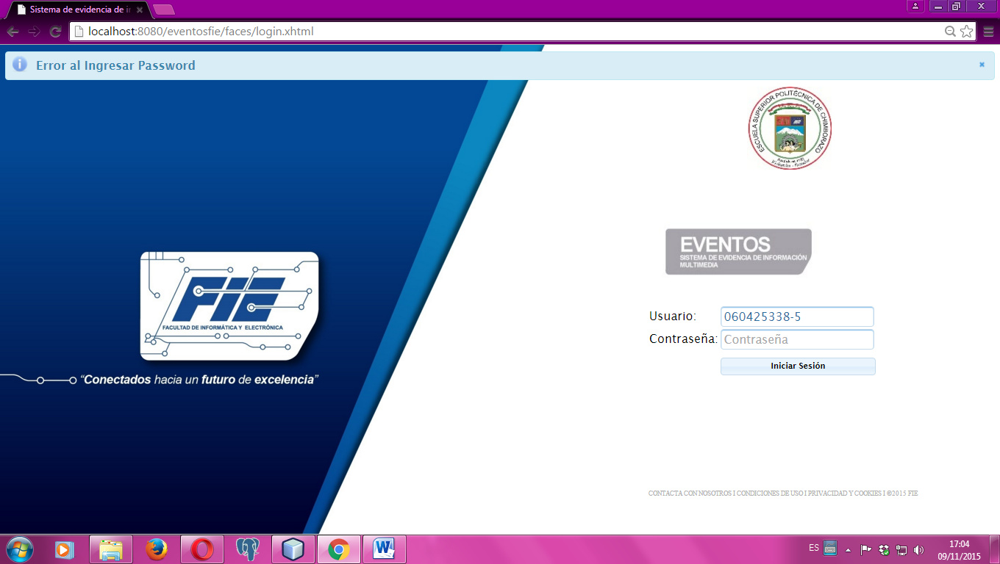 Sistema de evidencia de i
localhost:8080/eventosfie/faces/login.xhtml
Error al Ingresar Password
ESCUELA SUPERIOR POLITÉCNICA DE CHIMBORAZO
EVENTOS
SISTEMA DE EVIDENCIA DE INFORMACIÓN
MULTIMEDIA
FIE
FACULTAD DE INFORMÁTICA Y ELECTRÓNICA
“Conectados hacia un futuro de excelencia”
Usuario: 060425338-5
Contraseña: Contraseña
Iniciar Sesión
CONTACTA CON NOSOTROS I CONDICIONES DE USO I PRIVACIDAD Y COOKIES I ©2015 FIE
ES
17:04
09/11/2015